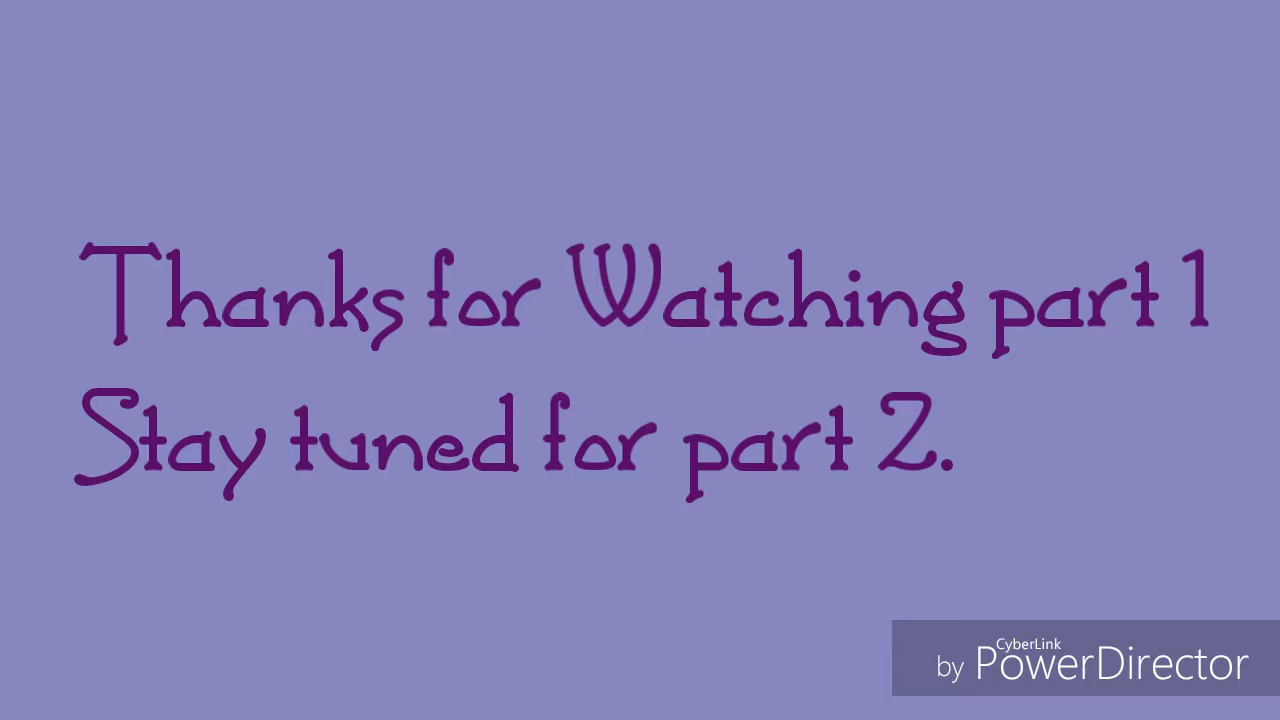 Thanks for Watching part 1
Stay tuned for part 2.
by CyberLink PowerDirector